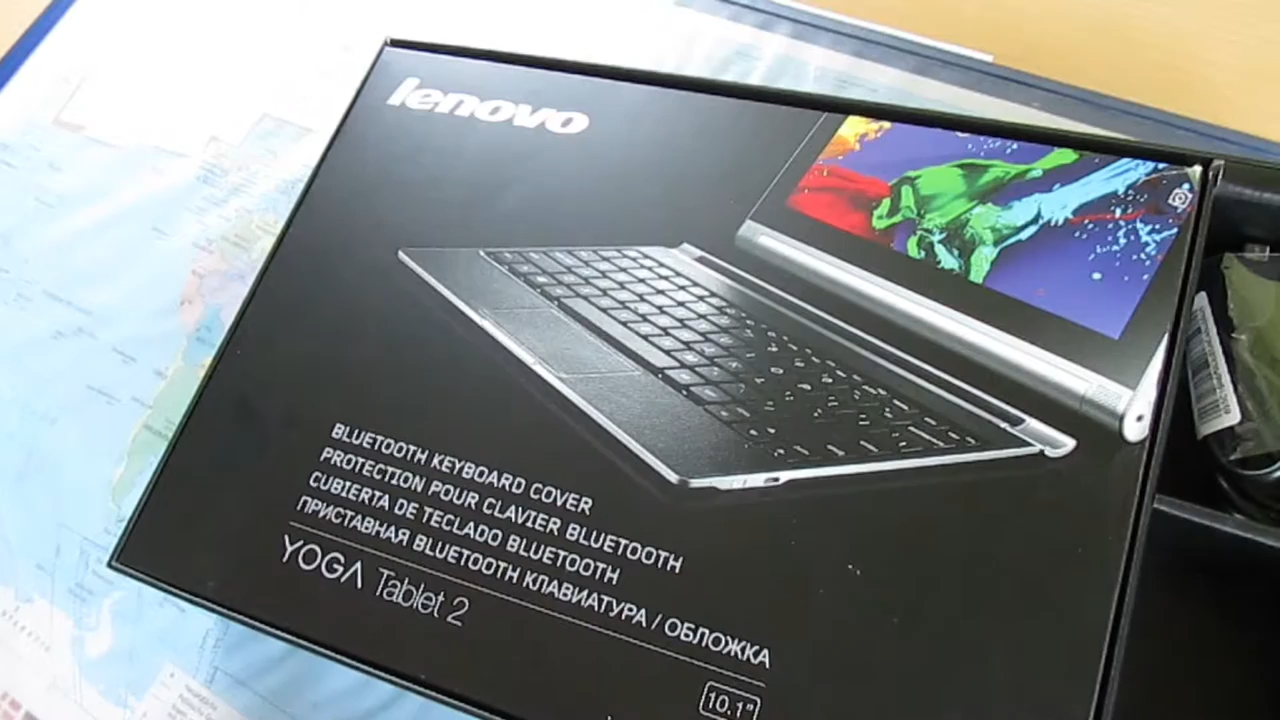 lenovo
BLUETOOTH KEYBOARD COVER
PROTECTION POUR CLAVIER BLUETOOTH
CUBIERTA DE TECLADO BLUETOOTH
ПРИСТАВНАЯ BLUETOOTH КЛАВИАТУРА / ОБЛОЖКА
YOGA Tablet 2
10.1"